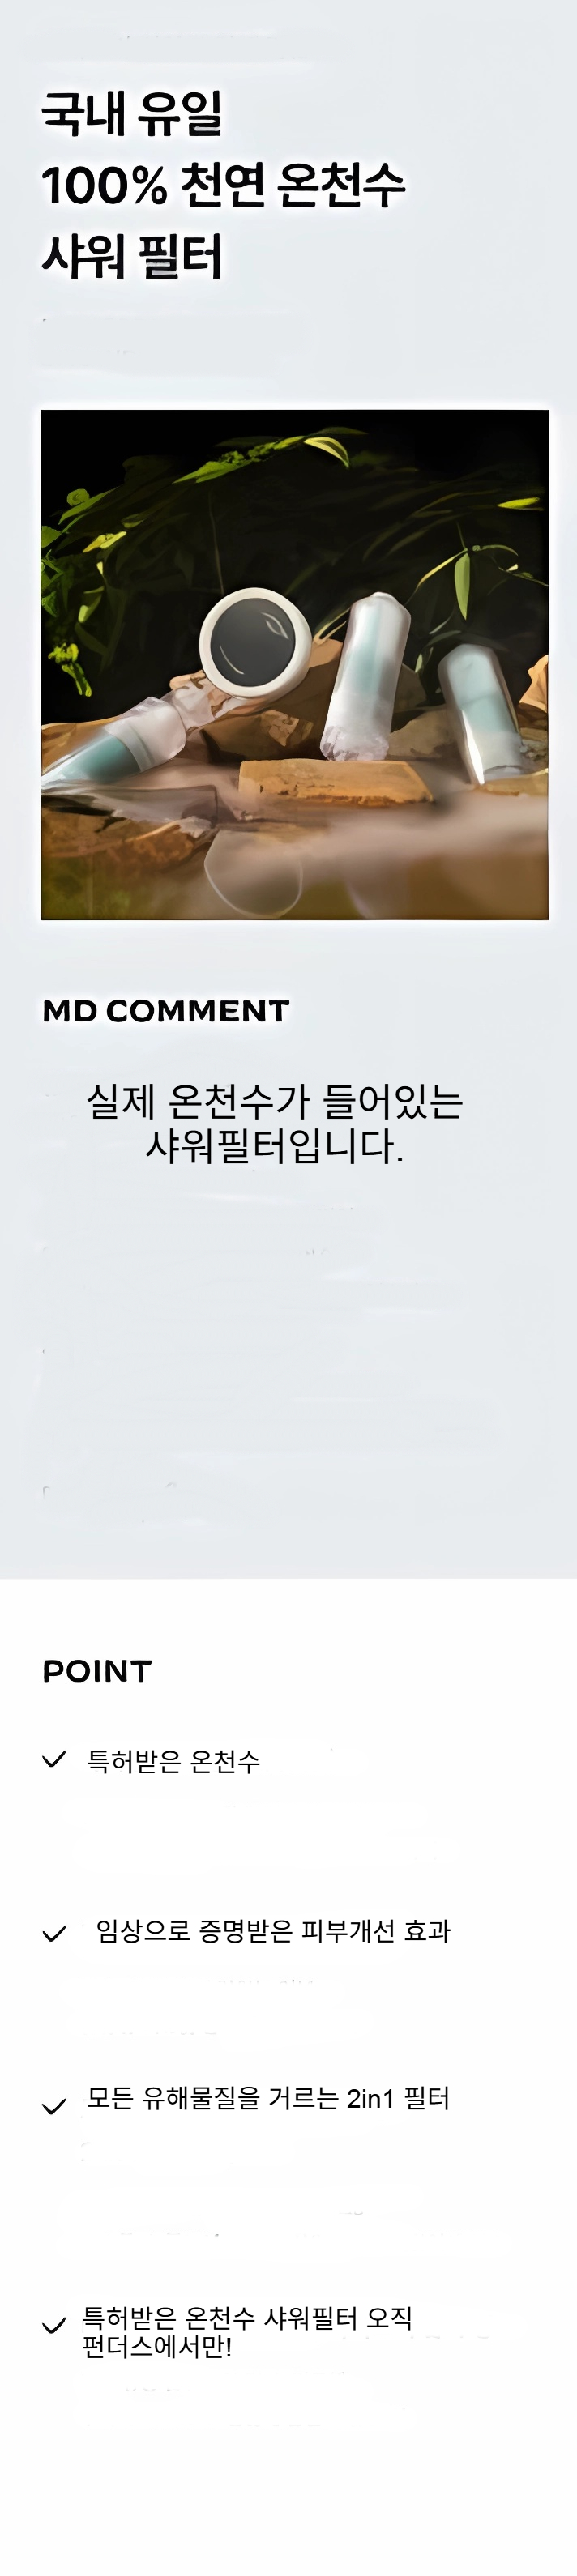 국내 유일
100% 천연 온천수
샤워 필터
MD COMMENT
실제 온천수가 들어있는
샤워필터입니다.
POINT
특허받은 온천수
임상으로 증명받은 피부개선 효과
모든 유해물질을 거르는 2in1 필터
특허받은 온천수 샤워필터 오직
펀더스에서만!